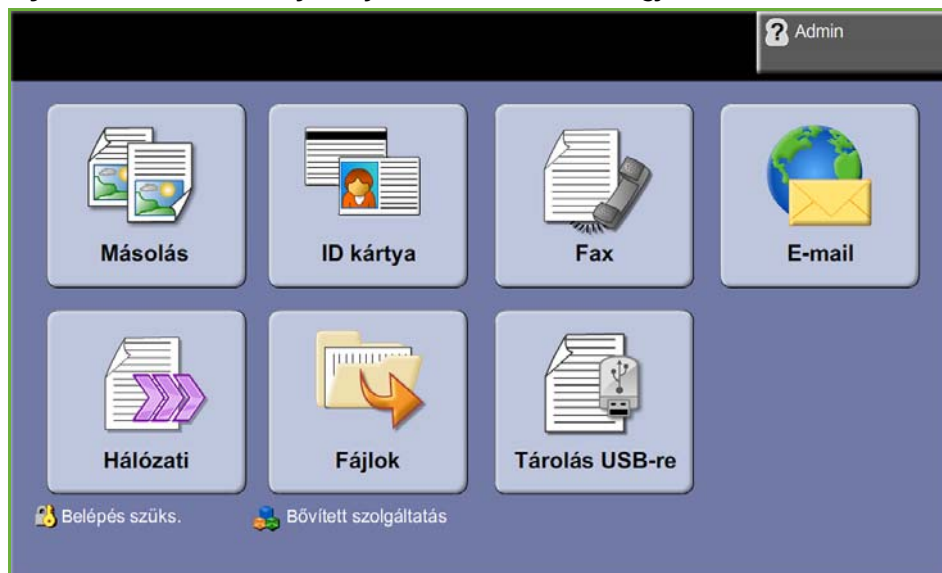 Admin
Másolás
ID kártya
Fax
E-mail
Hálózati
Fájlok
Tárolás USB-re
Belépés szüks.
Bővített szolgáltatás